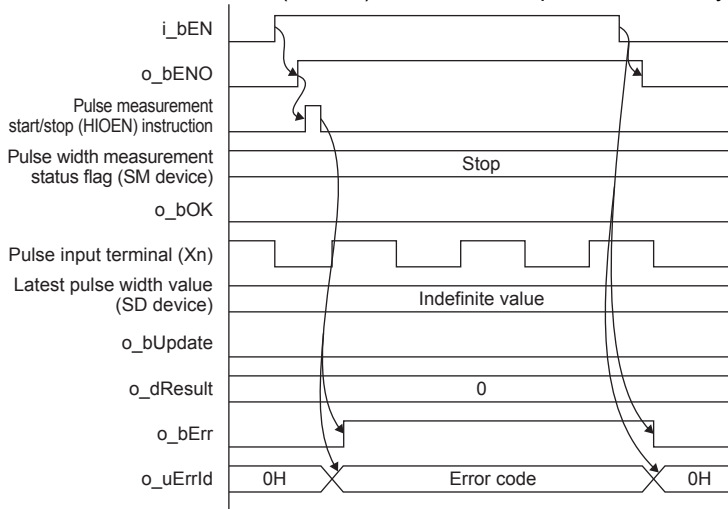 i_bEN
o_bENO
Pulse measurement
start/stop (HIOEN) instruction
Pulse width measurement
status flag (SM device)
Stop
o_bOK
Pulse input terminal (Xn)
Latest pulse width value
(SD device)
Indefinite value
o_bUpdate
o_dResult
0
o_bErr
o_uErrId
0H
Error code
0H